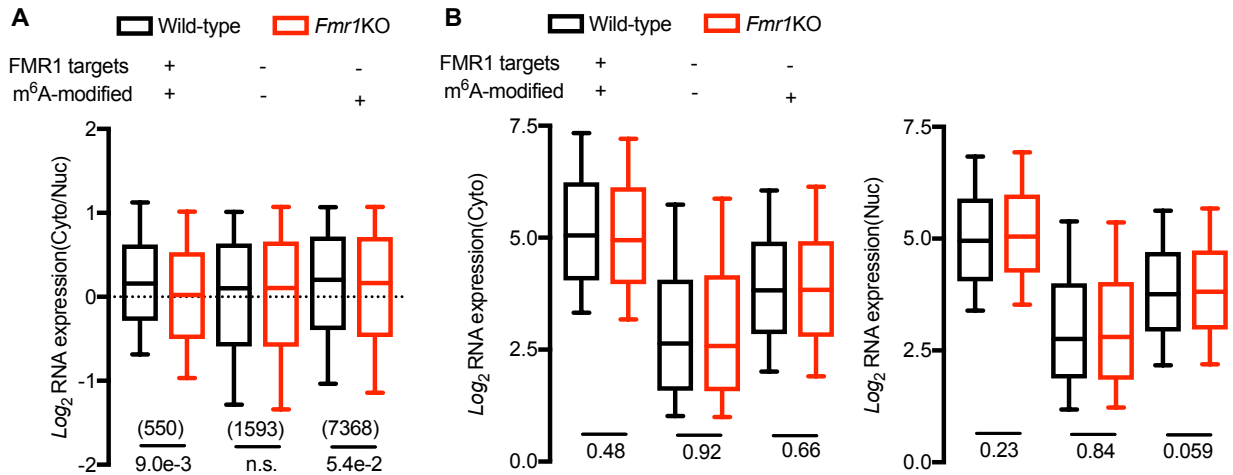 A
Wild-type
Fmr1KO
FMR1 targets + - -
m⁶A-modified + - +
Log₂ RNA expression(Cyto/Nuc)
2
1
0
-1
-2
(550) (1593) (7368)
9.0e-3 n.s. 5.4e-2
B
Wild-type
Fmr1KO
FMR1 targets + - -
m⁶A-modified + - +
Log₂ RNA expression(Cyto)
7.5
5.0
2.5
0.0
0.48 0.92 0.66
Log₂ RNA expression(Nuc)
7.5
5.0
2.5
0.0
0.23 0.84 0.059